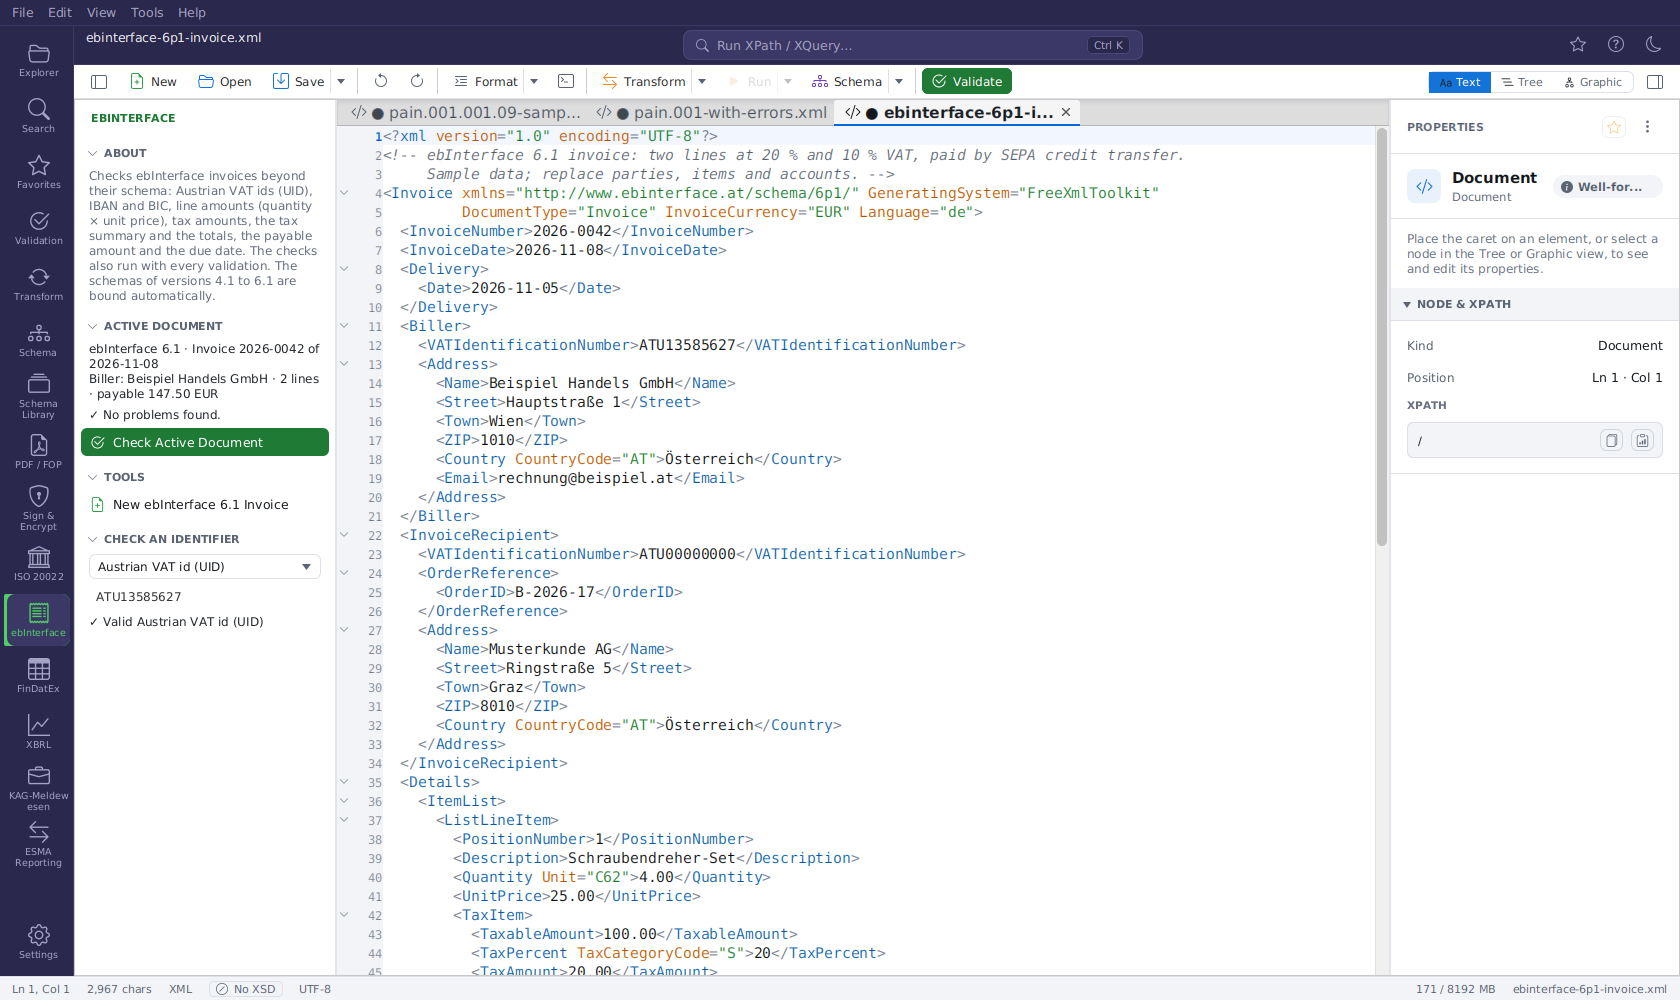 File Edit View Tools Help
ebinterface-6p1-invoice.xml
Run XPath / XQuery... Ctrl K
New Open Save Format Transform Run Schema Validate
Aa Text Tree Graphic
Explorer
Search
Favorites
Validation
Transform
Schema
Schema
Library
PDF / FOP
Sign &
Encrypt
ISO 20022
ebInterface
FinDatEx
XBRL
KAG-Meldew
esen
ESMA
Reporting
Settings
EBINTERFACE
ABOUT
Checks ebInterface invoices beyond
their schema: Austrian VAT ids (UID),
IBAN and BIC, line amounts (quantity
× unit price), tax amounts, the tax
summary and the totals, the payable
amount and the due date. The checks
also run with every validation. The
schemas of versions 4.1 to 6.1 are
bound automatically.
ACTIVE DOCUMENT
ebInterface 6.1 · Invoice 2026-0042 of
2026-11-08
Biller: Beispiel Handels GmbH · 2 lines
· payable 147.50 EUR
✓ No problems found.
Check Active Document
TOOLS
New ebInterface 6.1 Invoice
CHECK AN IDENTIFIER
Austrian VAT id (UID)
ATU13585627
✓ Valid Austrian VAT id (UID)
</> ● pain.001.001.09-samp... </> ● pain.001-with-errors.xml </> ● ebinterface-6p1-i... ×
1 <?xml version="1.0" encoding="UTF-8"?>
2 <!-- ebInterface 6.1 invoice: two lines at 20 % and 10 % VAT, paid by SEPA credit transfer.
3 Sample data; replace parties, items and accounts. -->
4 <Invoice xmlns="http://www.ebinterface.at/schema/6p1/" GeneratingSystem="FreeXmlToolkit"
5 DocumentType="Invoice" InvoiceCurrency="EUR" Language="de">
6 <InvoiceNumber>2026-0042</InvoiceNumber>
7 <InvoiceDate>2026-11-08</InvoiceDate>
8 <Delivery>
9 <Date>2026-11-05</Date>
10 </Delivery>
11 <Biller>
12 <VATIdentificationNumber>ATU13585627</VATIdentificationNumber>
13 <Address>
14 <Name>Beispiel Handels GmbH</Name>
15 <Street>Hauptstraße 1</Street>
16 <Town>Wien</Town>
17 <ZIP>1010</ZIP>
18 <Country CountryCode="AT">Österreich</Country>
19 <Email>rechnung@beispiel.at</Email>
20 </Address>
21 </Biller>
22 <InvoiceRecipient>
23 <VATIdentificationNumber>ATU00000000</VATIdentificationNumber>
24 <OrderReference>
25 <OrderID>B-2026-17</OrderID>
26 </OrderReference>
27 <Address>
28 <Name>Musterkunde AG</Name>
29 <Street>Ringstraße 5</Street>
30 <Town>Graz</Town>
31 <ZIP>8010</ZIP>
32 <Country CountryCode="AT">Österreich</Country>
33 </Address>
34 </InvoiceRecipient>
35 <Details>
36 <ItemList>
37 <ListLineItem>
38 <PositionNumber>1</PositionNumber>
39 <Description>Schraubendreher-Set</Description>
40 <Quantity Unit="C62">4.00</Quantity>
41 <UnitPrice>25.00</UnitPrice>
42 <TaxItem>
43 <TaxableAmount>100.00</TaxableAmount>
44 <TaxPercent TaxCategoryCode="S">20</TaxPercent>
45 <TaxAmount>20.00</TaxAmount>
PROPERTIES
Document
Document
Well-for...
Place the caret on an element, or select a
node in the Tree or Graphic view, to see
and edit its properties.
NODE & XPATH
Kind Document
Position Ln 1 · Col 1
XPATH
/
Ln 1, Col 1 2,967 chars XML No XSD UTF-8 171 / 8192 MB ebinterface-6p1-invoice.xml